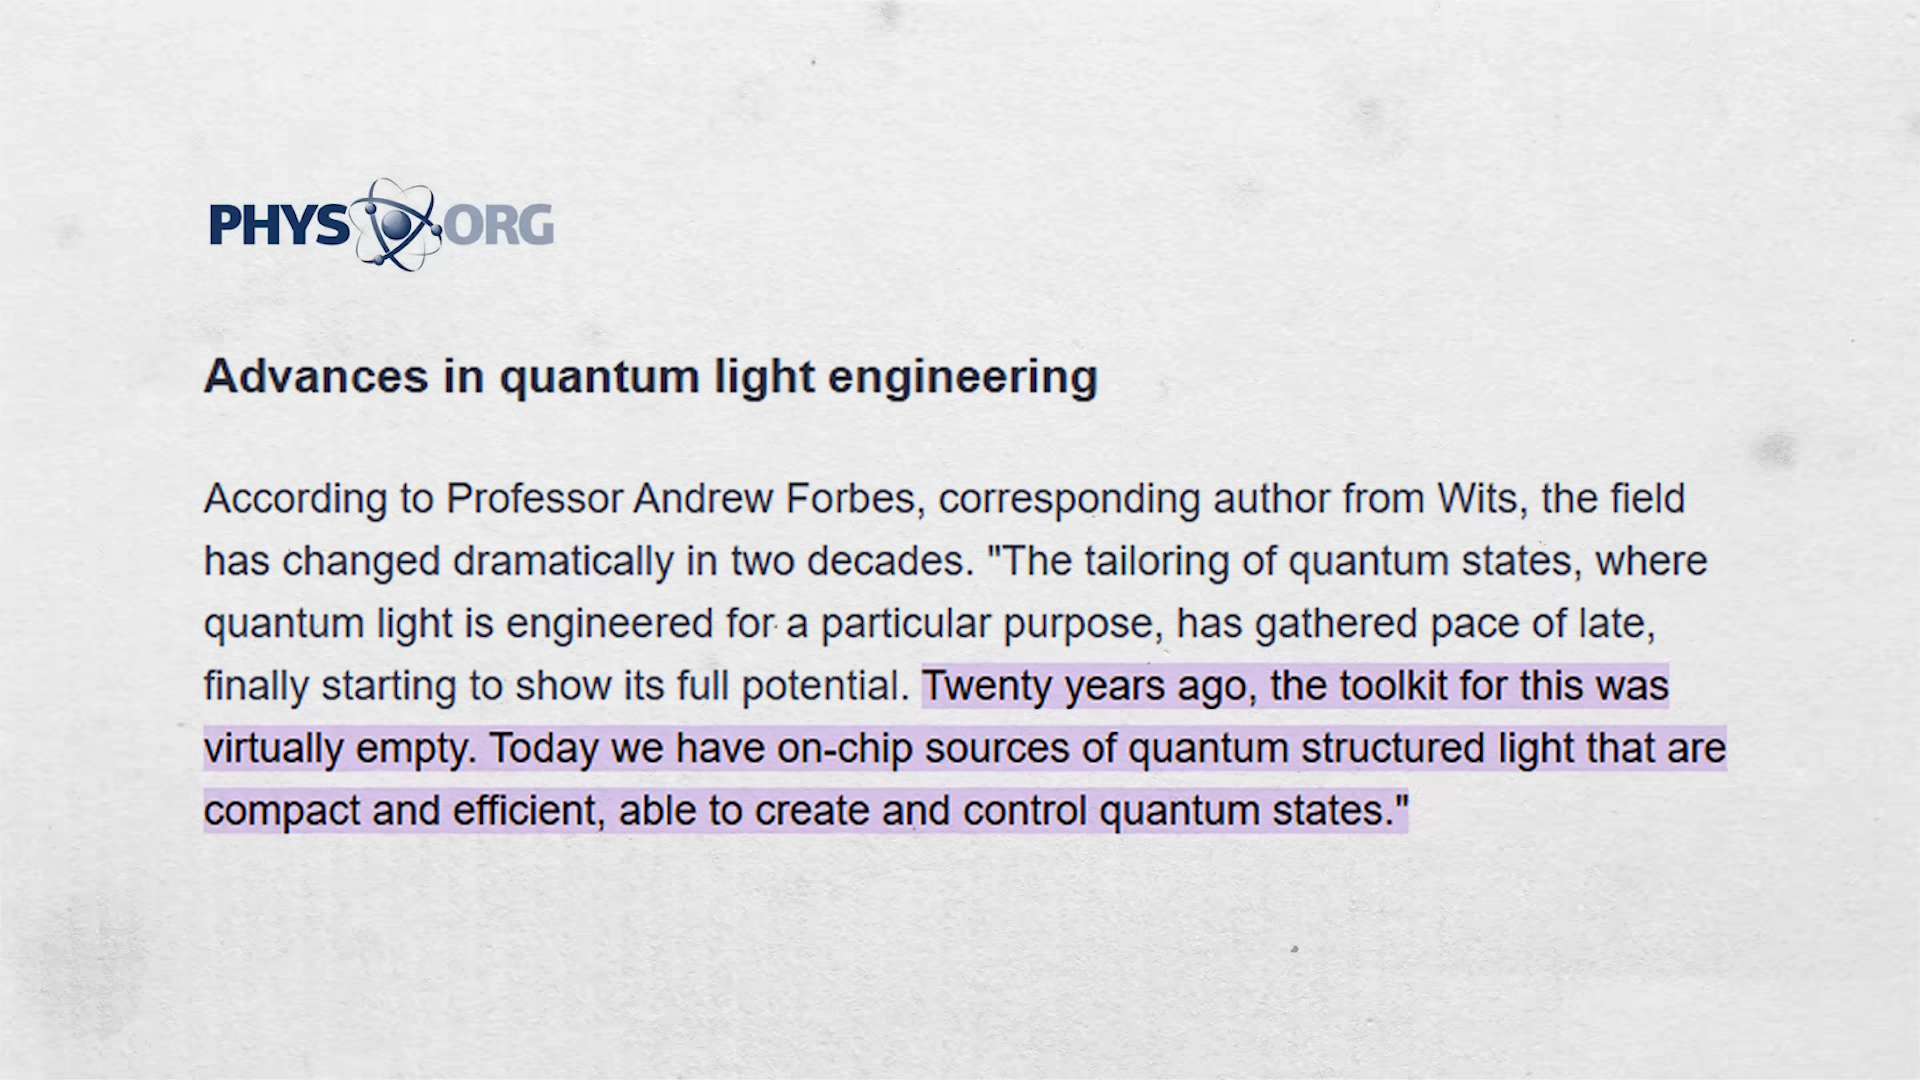 PHYS ORG
Advances in quantum light engineering
According to Professor Andrew Forbes, corresponding author from Wits, the field
has changed dramatically in two decades. "The tailoring of quantum states, where
quantum light is engineered for a particular purpose, has gathered pace of late,
finally starting to show its full potential. Twenty years ago, the toolkit for this was
virtually empty. Today we have on-chip sources of quantum structured light that are
compact and efficient, able to create and control quantum states."